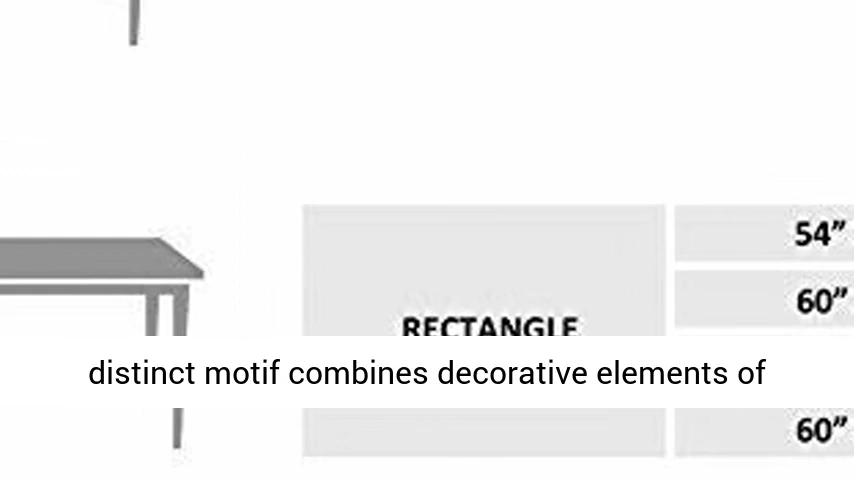 54”
60”
RECTANGLE
distinct motif combines decorative elements of
60”